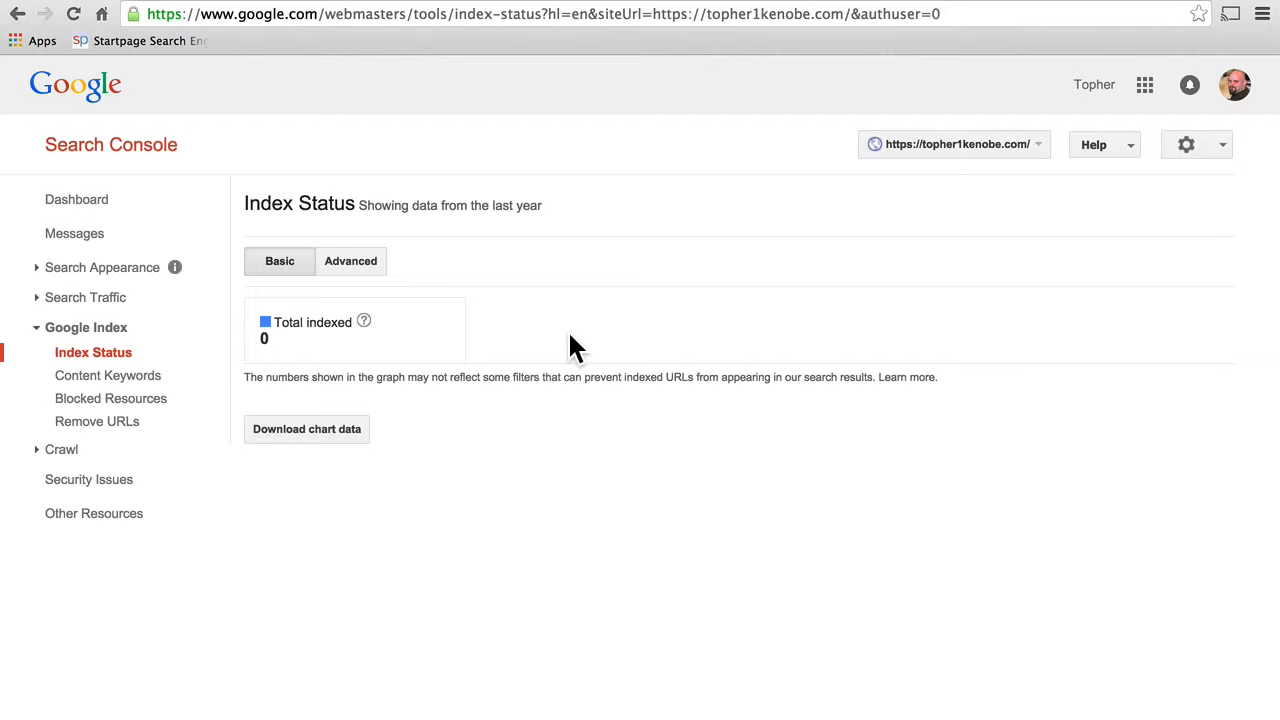 https://www.google.com/webmasters/tools/index-status?hl=en&siteUrl=https://topher1kenobe.com/&authuser=0
Apps
SP Startpage Search Eng
Google
Topher
Search Console
https://topher1kenobe.com/
Help
Dashboard
Messages
Search Appearance i
Search Traffic
Google Index
Index Status
Content Keywords
Blocked Resources
Remove URLs
Crawl
Security Issues
Other Resources
Index Status Showing data from the last year
Basic
Advanced
Total indexed ?
0
The numbers shown in the graph may not reflect some filters that can prevent indexed URLs from appearing in our search results. Learn more.
Download chart data